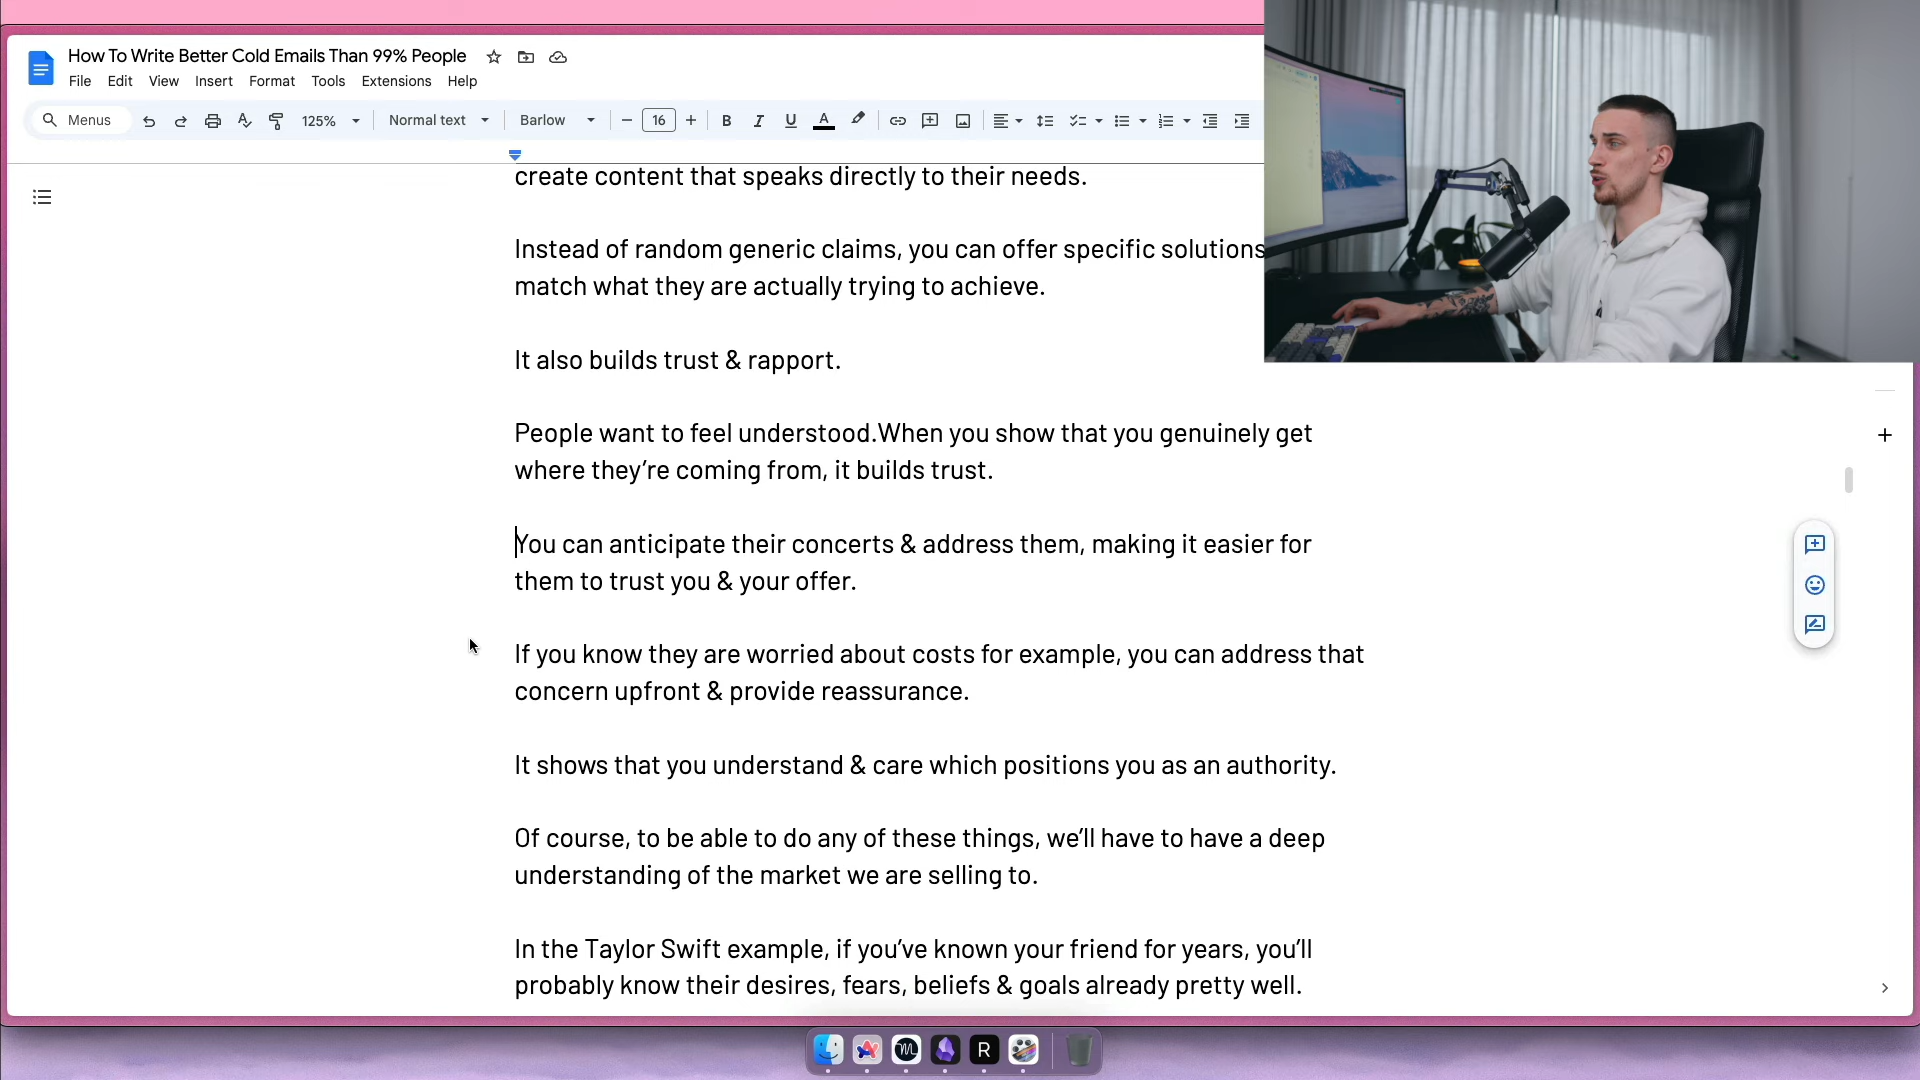 How To Write Better Cold Emails Than 99% People
File Edit View Insert Format Tools Extensions Help
Menus 125% Normal text Barlow 16 B I U A
create content that speaks directly to their needs.
Instead of random generic claims, you can offer specific solutions
match what they are actually trying to achieve.
It also builds trust & rapport.
People want to feel understood.When you show that you genuinely get
where they’re coming from, it builds trust.
You can anticipate their concerts & address them, making it easier for
them to trust you & your offer.
If you know they are worried about costs for example, you can address that
concern upfront & provide reassurance.
It shows that you understand & care which positions you as an authority.
Of course, to be able to do any of these things, we’ll have to have a deep
understanding of the market we are selling to.
In the Taylor Swift example, if you’ve known your friend for years, you’ll
probably know their desires, fears, beliefs & goals already pretty well.
R